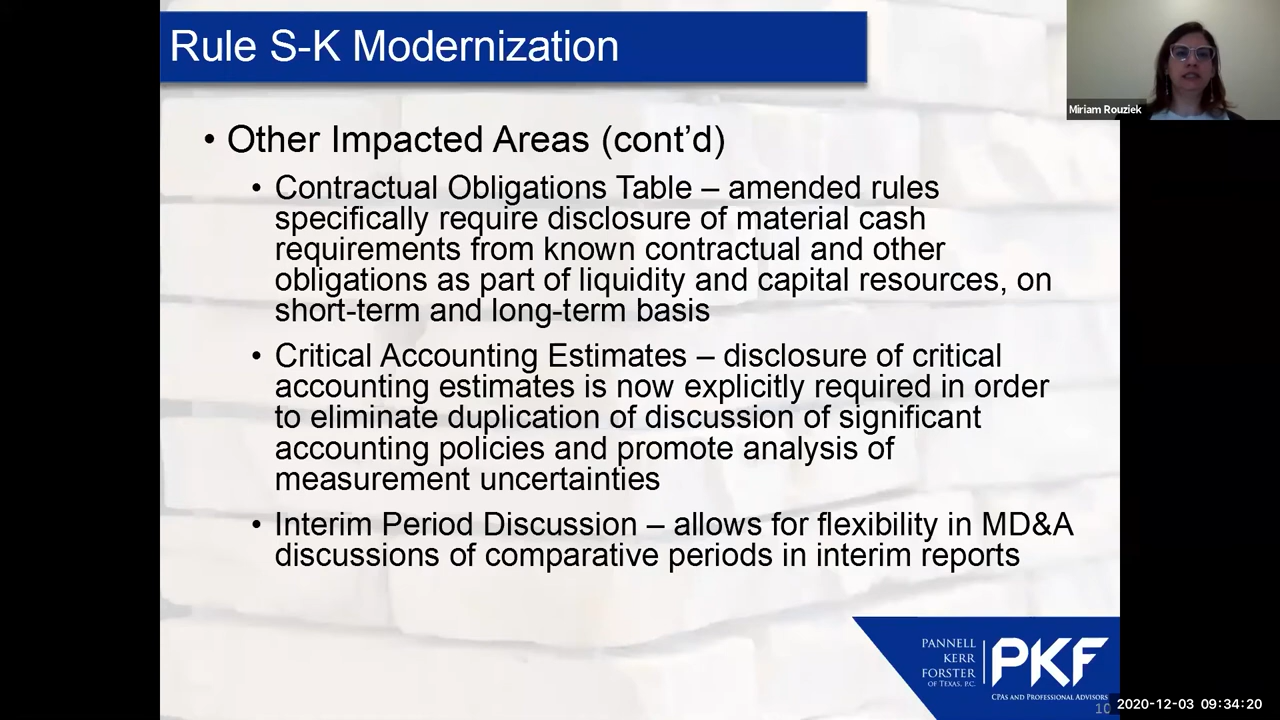 Rule S-K Modernization
Miriam Rouziek
• Other Impacted Areas (cont’d)
• Contractual Obligations Table – amended rules
specifically require disclosure of material cash
requirements from known contractual and other
obligations as part of liquidity and capital resources, on
short-term and long-term basis
• Critical Accounting Estimates – disclosure of critical
accounting estimates is now explicitly required in order
to eliminate duplication of discussion of significant
accounting policies and promote analysis of
measurement uncertainties
• Interim Period Discussion – allows for flexibility in MD&A
discussions of comparative periods in interim reports
PANNELL
KERR
FORSTER
OF TEXAS, P.C.
PKF
CPAS AND PROFESSIONAL ADVISORS
10
2020-12-03 09:34:20